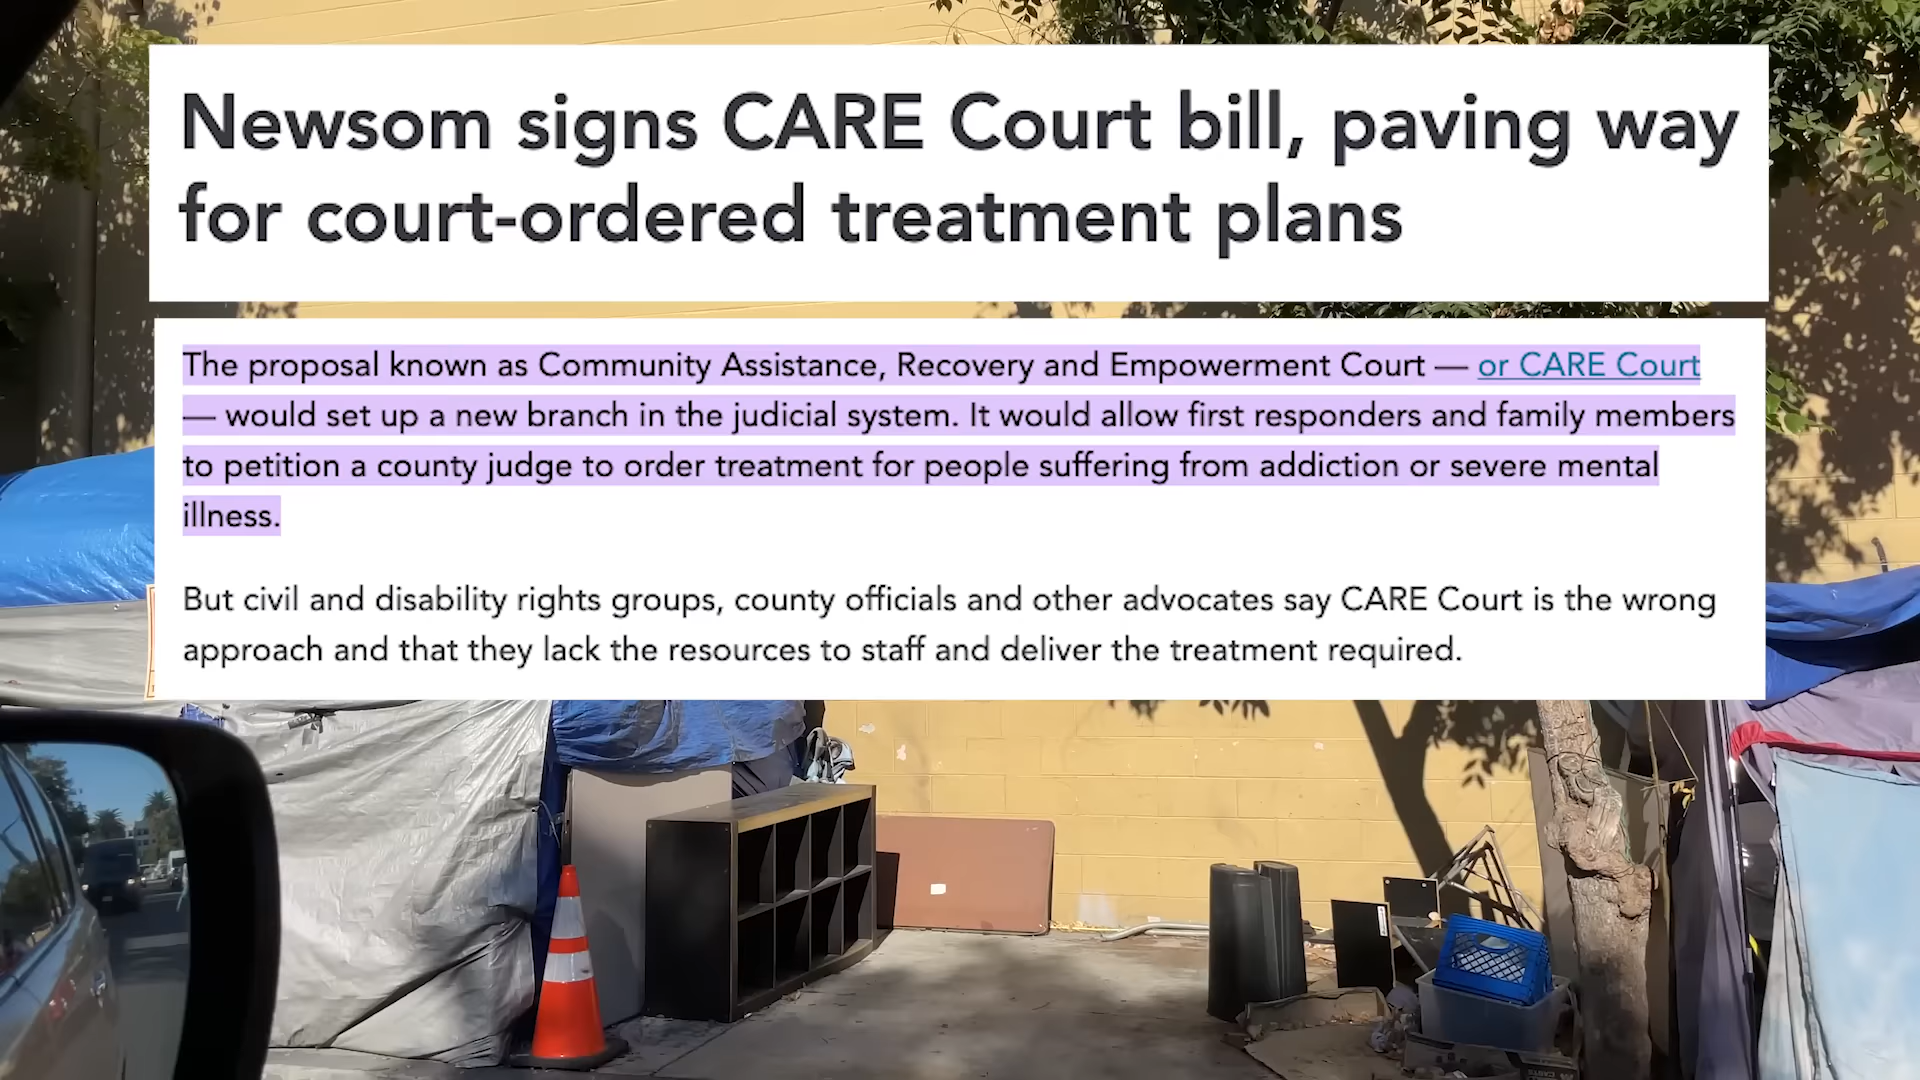 Newsom signs CARE Court bill, paving way
for court-ordered treatment plans
The proposal known as Community Assistance, Recovery and Empowerment Court — or CARE Court
— would set up a new branch in the judicial system. It would allow first responders and family members
to petition a county judge to order treatment for people suffering from addiction or severe mental
illness.
But civil and disability rights groups, county officials and other advocates say CARE Court is the wrong
approach and that they lack the resources to staff and deliver the treatment required.